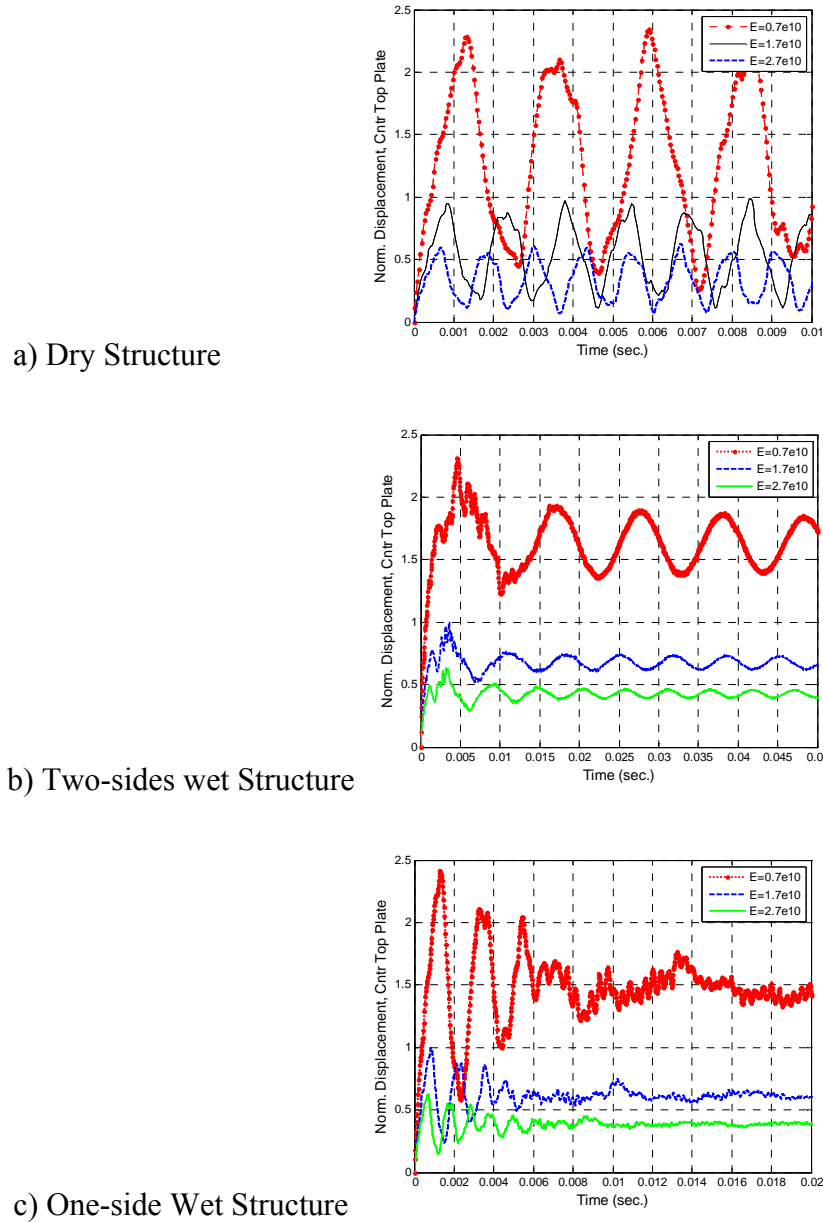 2.5
2
1.5
1
0.5
0
Norm. Displacement, Cntr Top Plate
E=0.7e10
E=1.7e10
E=2.7e10
0 0.001 0.002 0.003 0.004 0.005 0.006 0.007 0.008 0.009 0.01
Time (sec.)
a) Dry Structure
2.5
2
1.5
1
0.5
0
Norm. Displacement, Cntr Top Plate
E=0.7e10
E=1.7e10
E=2.7e10
0 0.005 0.01 0.015 0.02 0.025 0.03 0.035 0.04 0.045 0.0
Time (sec.)
b) Two-sides wet Structure
2.5
2
1.5
1
0.5
0
Norm. Displacement, Cntr Top Plate
E=0.7e10
E=1.7e10
E=2.7e10
0 0.002 0.004 0.006 0.008 0.010 0.012 0.014 0.016 0.018 0.02
Time (sec.)
c) One-side Wet Structure